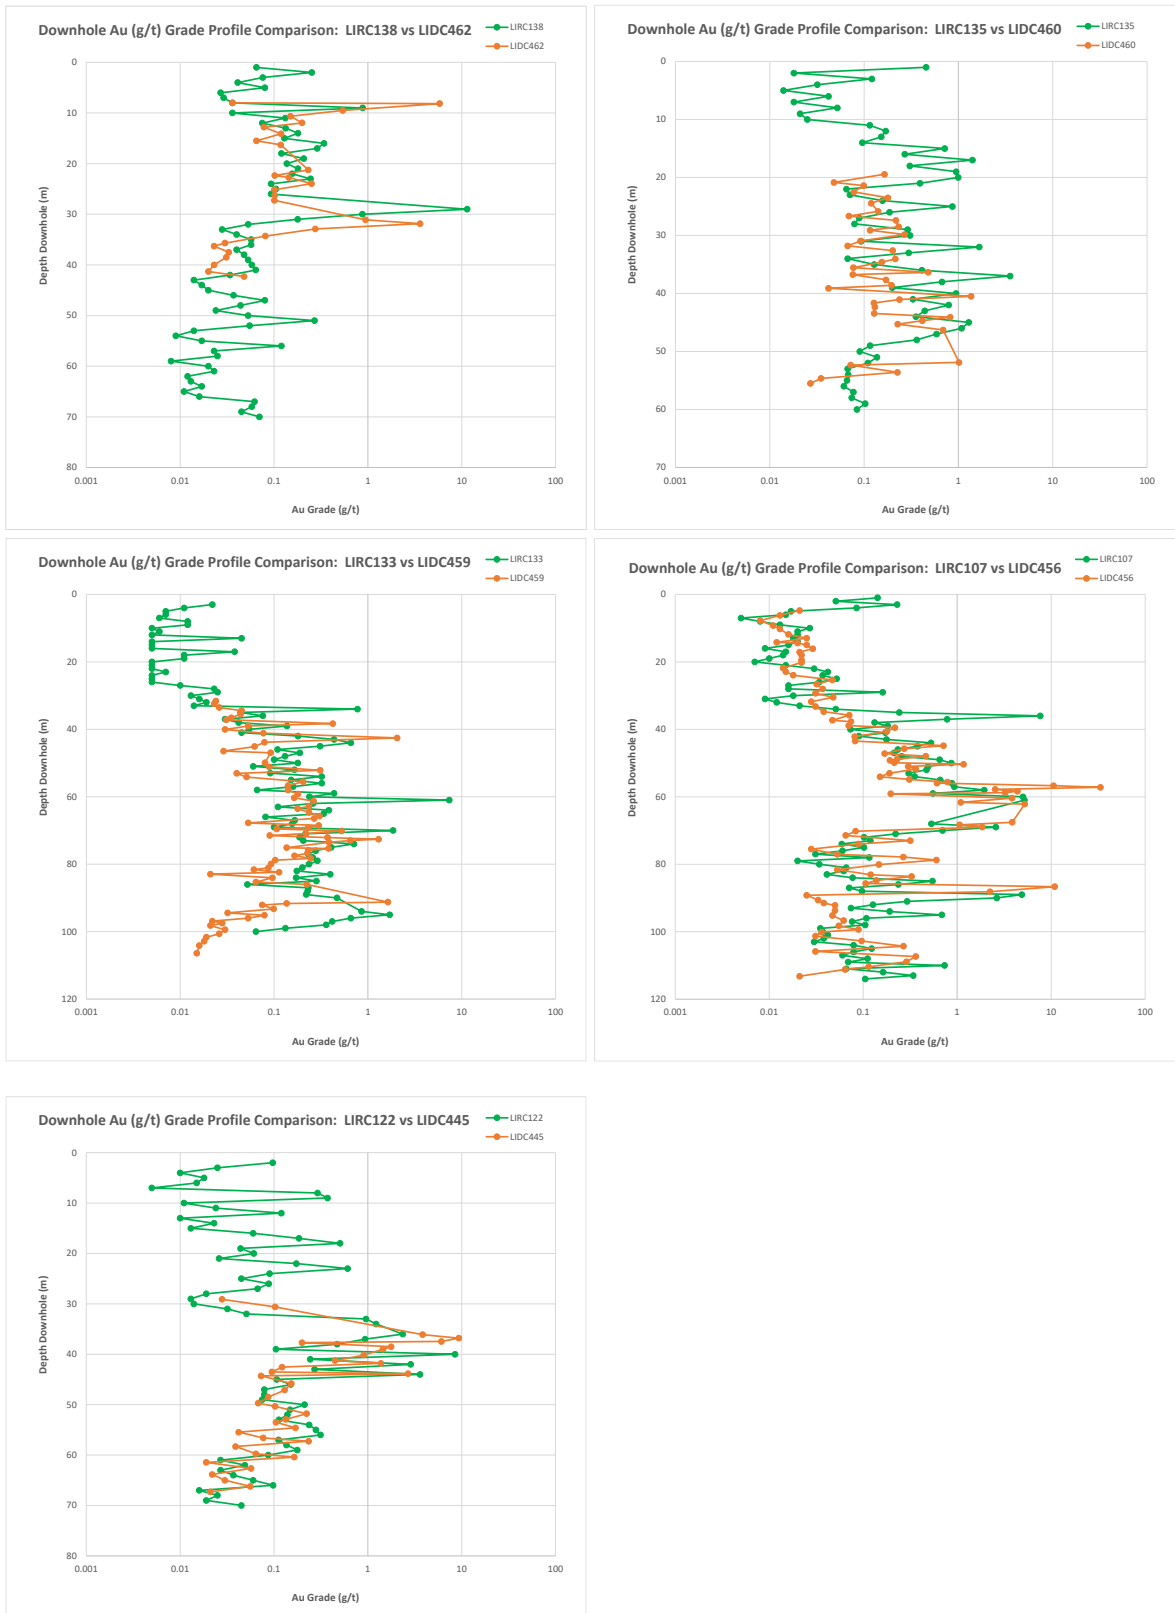 Downhole Au (g/t) Grade Profile Comparison: LIRC138 vs LIDC462
LIRC138
LIDC462
0
10
20
30
40
50
60
70
80
Depth Downhole (m)
0.001 0.01 0.1 1 10 100
Au Grade (g/t)
Downhole Au (g/t) Grade Profile Comparison: LIRC135 vs LIDC460
LIRC135
LIDC460
0
10
20
30
40
50
60
70
Depth Downhole (m)
0.001 0.01 0.1 1 10 100
Au Grade (g/t)
Downhole Au (g/t) Grade Profile Comparison: LIRC133 vs LIDC459
LIRC133
LIDC459
0
20
40
60
80
100
120
Depth Downhole (m)
0.001 0.01 0.1 1 10 100
Au Grade (g/t)
Downhole Au (g/t) Grade Profile Comparison: LIRC107 vs LIDC456
LIRC107
LIDC456
0
20
40
60
80
100
120
Depth Downhole (m)
0.001 0.01 0.1 1 10 100
Au Grade (g/t)
Downhole Au (g/t) Grade Profile Comparison: LIRC122 vs LIDC445
LIRC122
LIDC445
0
10
20
30
40
50
60
70
80
Depth Downhole (m)
0.001 0.01 0.1 1 10 100
Au Grade (g/t)